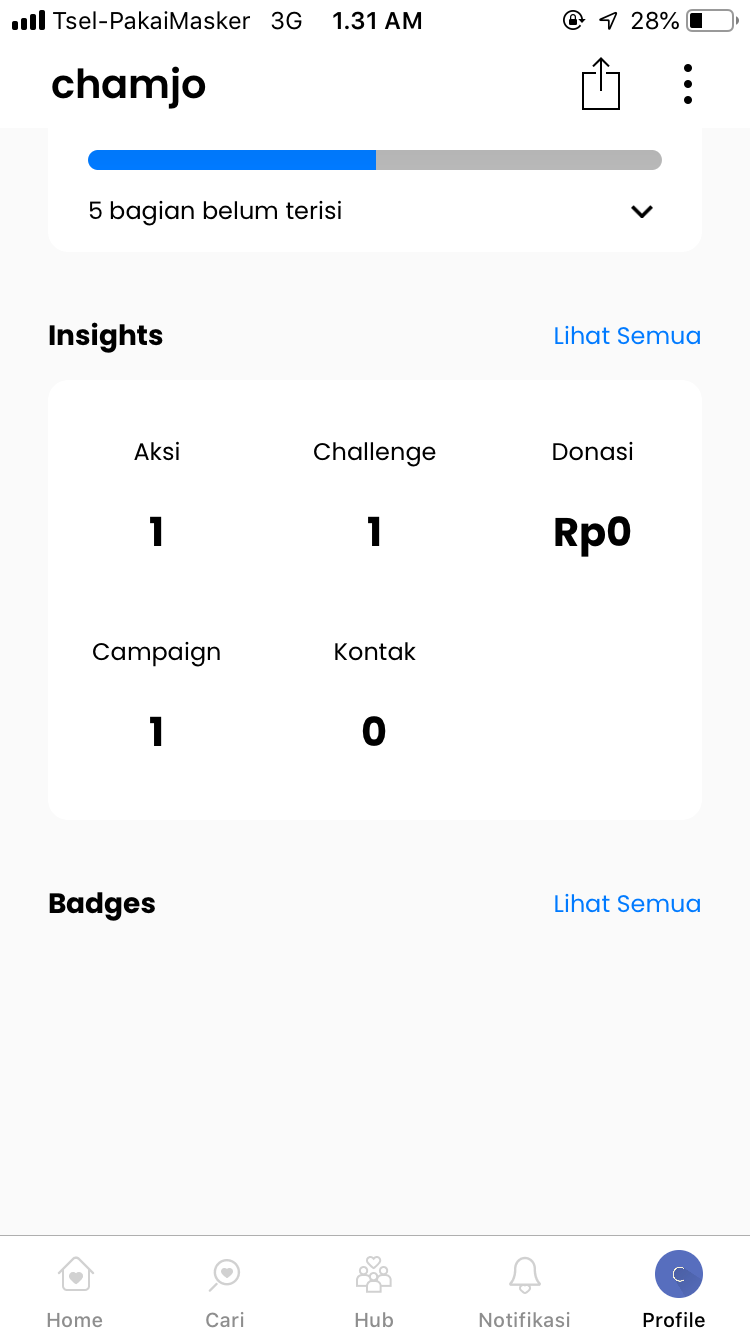 Tsel-PakaiMasker 3G 1.31 AM 28%
chamjo
5 bagian belum terisi
Insights Lihat Semua
Aksi Challenge Donasi
1 1 Rp0
Campaign Kontak
1 0
Badges Lihat Semua
C
Home Cari Hub Notifikasi Profile